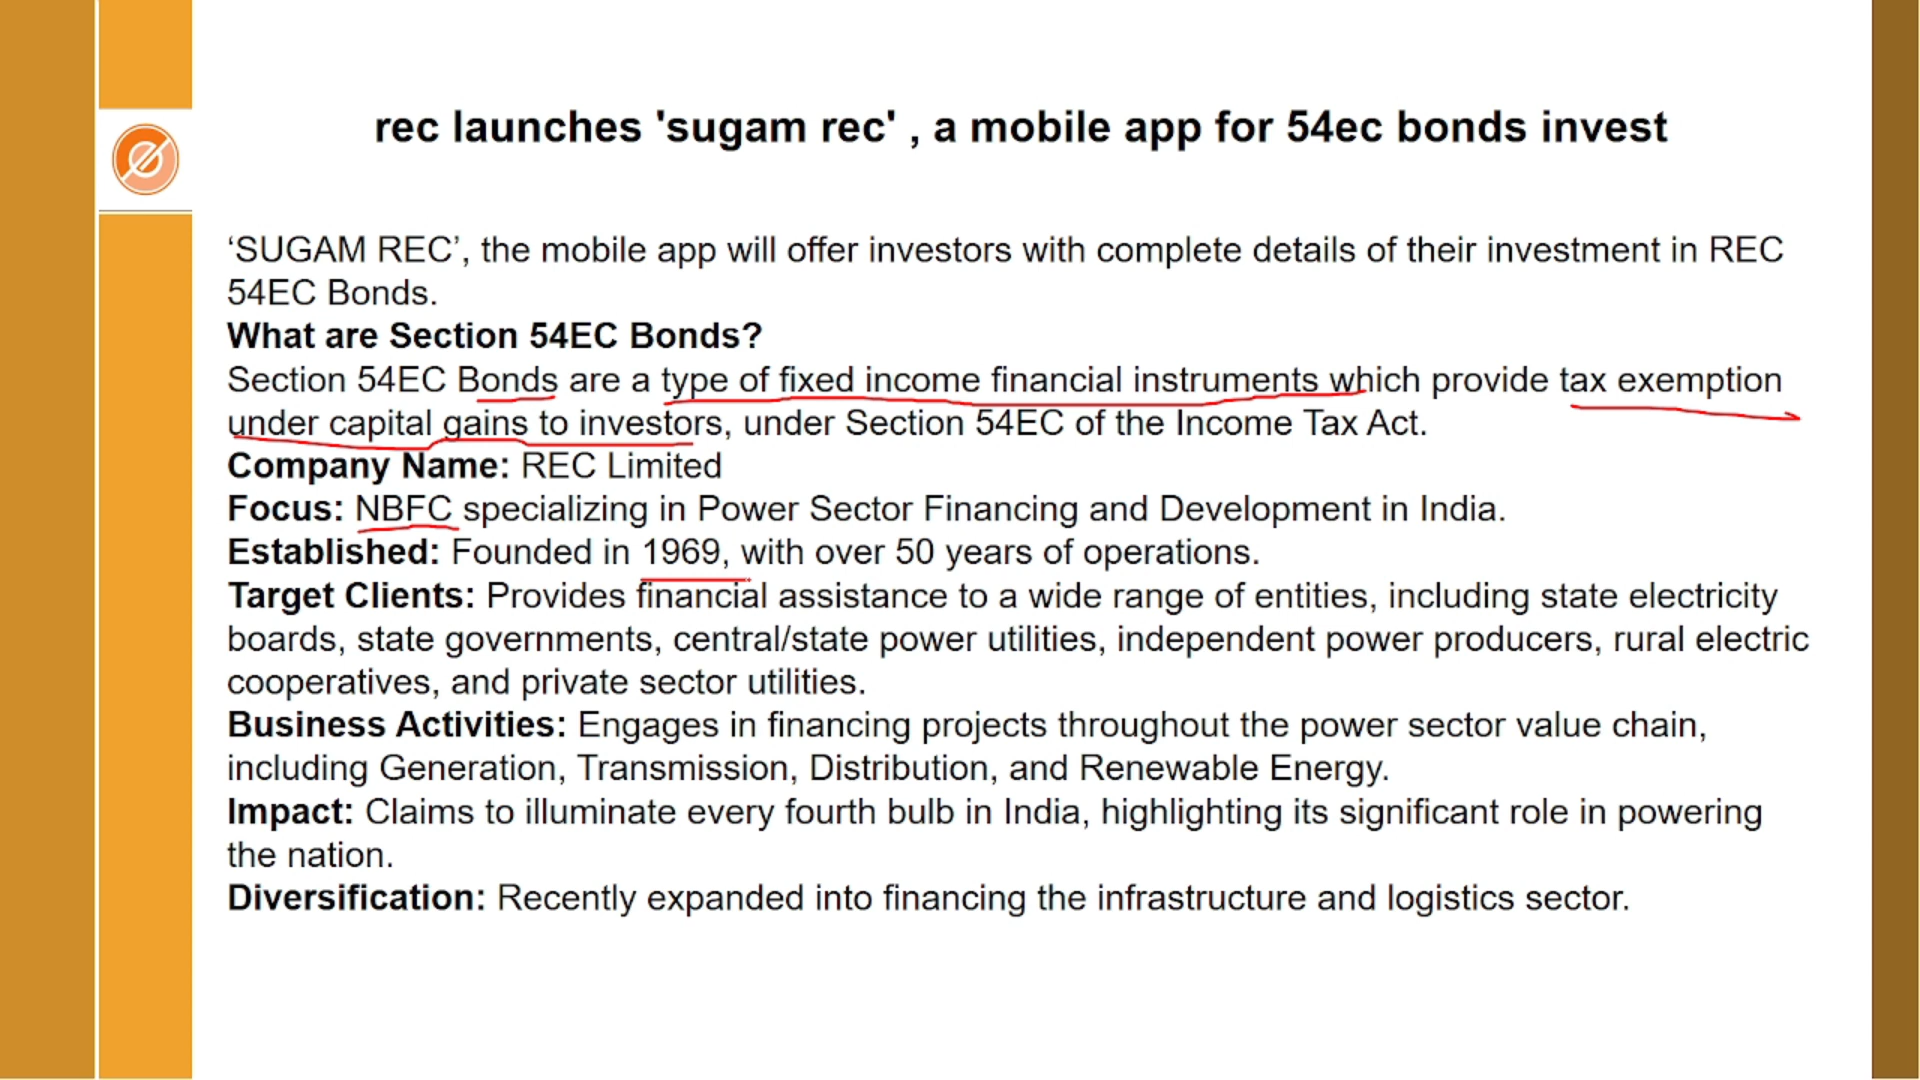 rec launches 'sugam rec' , a mobile app for 54ec bonds invest
‘SUGAM REC’, the mobile app will offer investors with complete details of their investment in REC
54EC Bonds.
What are Section 54EC Bonds?
Section 54EC Bonds are a type of fixed income financial instruments which provide tax exemption
under capital gains to investors, under Section 54EC of the Income Tax Act.
Company Name: REC Limited
Focus: NBFC specializing in Power Sector Financing and Development in India.
Established: Founded in 1969, with over 50 years of operations.
Target Clients: Provides financial assistance to a wide range of entities, including state electricity
boards, state governments, central/state power utilities, independent power producers, rural electric
cooperatives, and private sector utilities.
Business Activities: Engages in financing projects throughout the power sector value chain,
including Generation, Transmission, Distribution, and Renewable Energy.
Impact: Claims to illuminate every fourth bulb in India, highlighting its significant role in powering
the nation.
Diversification: Recently expanded into financing the infrastructure and logistics sector.